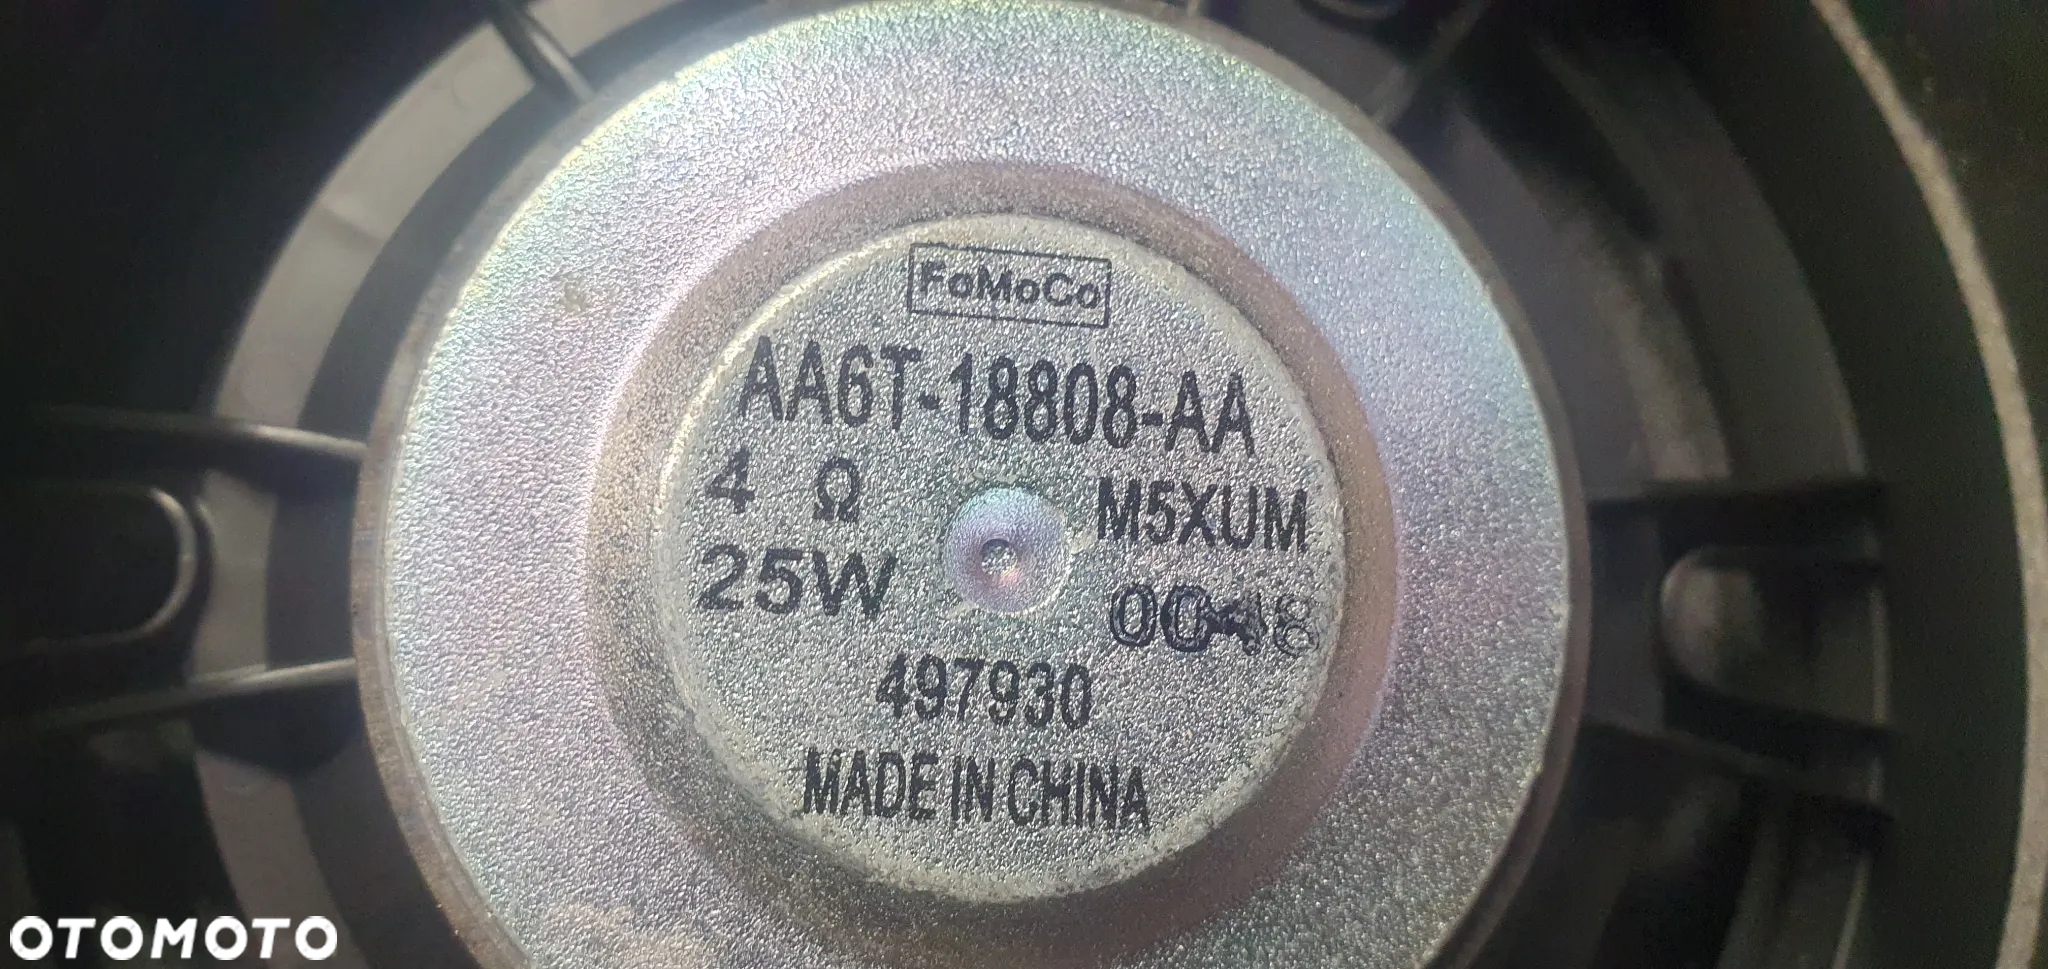 FoMoCo
AA6T-18808-AA
4 Ω
M5XUM
25W
497930
MADE IN CHINA
OTOMOTO